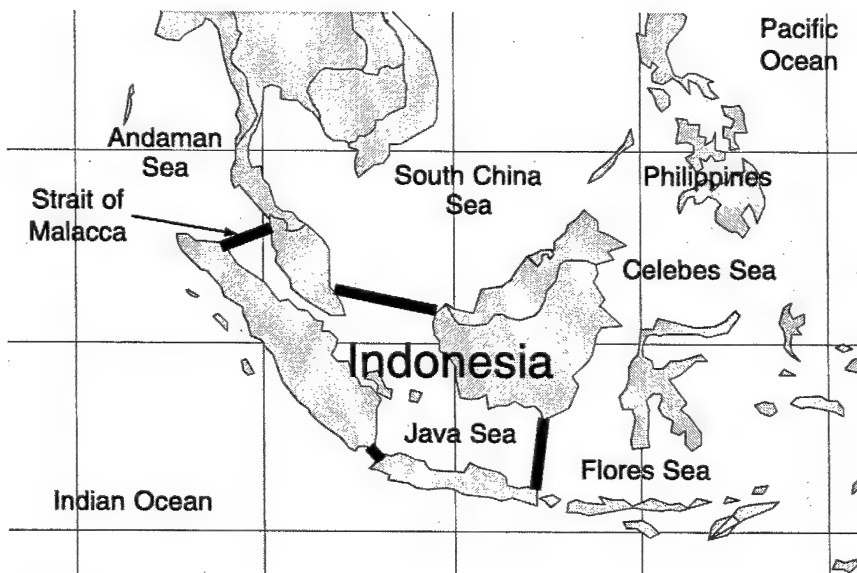 Pacific
Ocean
Andaman
Sea
South China
Sea
Philippines
Strait of
Malacca
Celebes Sea
Indonesia
Java Sea
Flores Sea
Indian Ocean